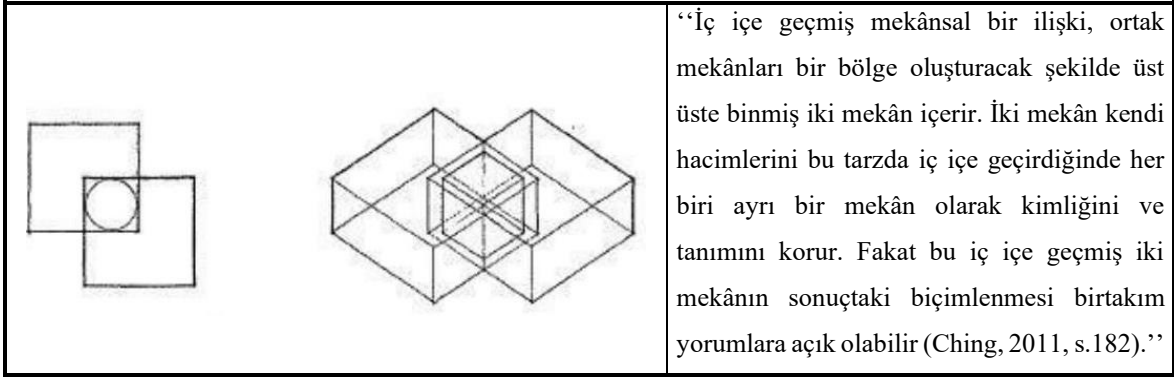 ‘‘İç içe geçmiş mekânsal bir ilişki, ortak
mekânları bir bölge oluşturacak şekilde üst
üste binmiş iki mekân içerir. İki mekân kendi
hacimlerini bu tarzda iç içe geçirdiğinde her
biri ayrı bir mekân olarak kimliğini ve
tanımını korur. Fakat bu iç içe geçmiş iki
mekânın sonuçtaki biçimlenmesi birtakım
yorumlara açık olabilir (Ching, 2011, s.182).’’